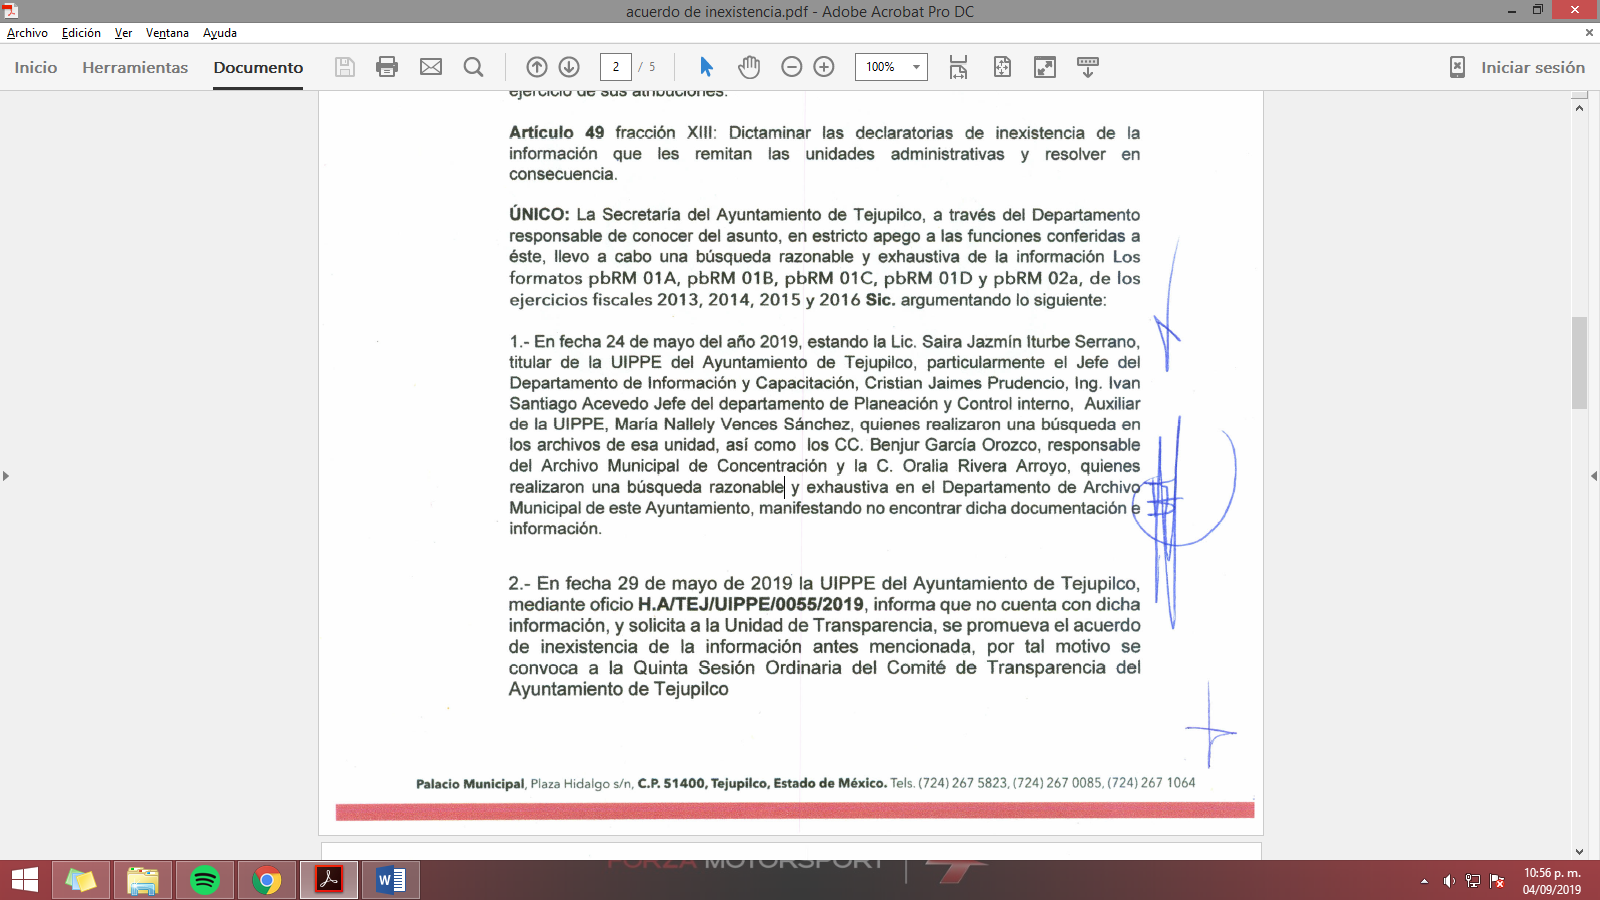 acuerdo de inexistencia.pdf - Adobe Acrobat Pro DC
Archivo Edición Ver Ventana Ayuda
Inicio Herramientas Documento 2 / 5 100% Iniciar sesión
ejercicio de sus atribuciones.
Artículo 49 fracción XIII: Dictaminar las declaratorias de inexistencia de la
información que les remitan las unidades administrativas y resolver en
consecuencia.
ÚNICO: La Secretaría del Ayuntamiento de Tejupilco, a través del Departamento
responsable de conocer del asunto, en estricto apego a las funciones conferidas a
éste, llevo a cabo una búsqueda razonable y exhaustiva de la información Los
formatos pbRM 01A, pbRM 01B, pbRM 01C, pbRM 01D y pbRM 02a, de los
ejercicios fiscales 2013, 2014, 2015 y 2016 Sic. argumentando lo siguiente:
1.- En fecha 24 de mayo del año 2019, estando la Lic. Saira Jazmín Iturbe Serrano,
titular de la UIPPE del Ayuntamiento de Tejupilco, particularmente el Jefe del
Departamento de Información y Capacitación, Cristian Jaimes Prudencio, Ing. Ivan
Santiago Acevedo Jefe del departamento de Planeación y Control interno, Auxiliar
de la UIPPE, María Nallely Vences Sánchez, quienes realizaron una búsqueda en
los archivos de esa unidad, así como los CC. Benjur García Orozco, responsable
del Archivo Municipal de Concentración y la C. Oralia Rivera Arroyo, quienes
realizaron una búsqueda razonable y exhaustiva en el Departamento de Archivo
Municipal de este Ayuntamiento, manifestando no encontrar dicha documentación e
información.
2.- En fecha 29 de mayo de 2019 la UIPPE del Ayuntamiento de Tejupilco,
mediante oficio H.A/TEJ/UIPPE/0055/2019, informa que no cuenta con dicha
información, y solicita a la Unidad de Transparencia, se promueva el acuerdo
de inexistencia de la información antes mencionada, por tal motivo se
convoca a la Quinta Sesión Ordinaria del Comité de Transparencia del
Ayuntamiento de Tejupilco
Palacio Municipal, Plaza Hidalgo s/n, C.P. 51400, Tejupilco, Estado de México. Tels. (724) 267 5823, (724) 267 0085, (724) 267 1064
FORZA MOTORSPORT
10:56 p. m.
04/09/2019